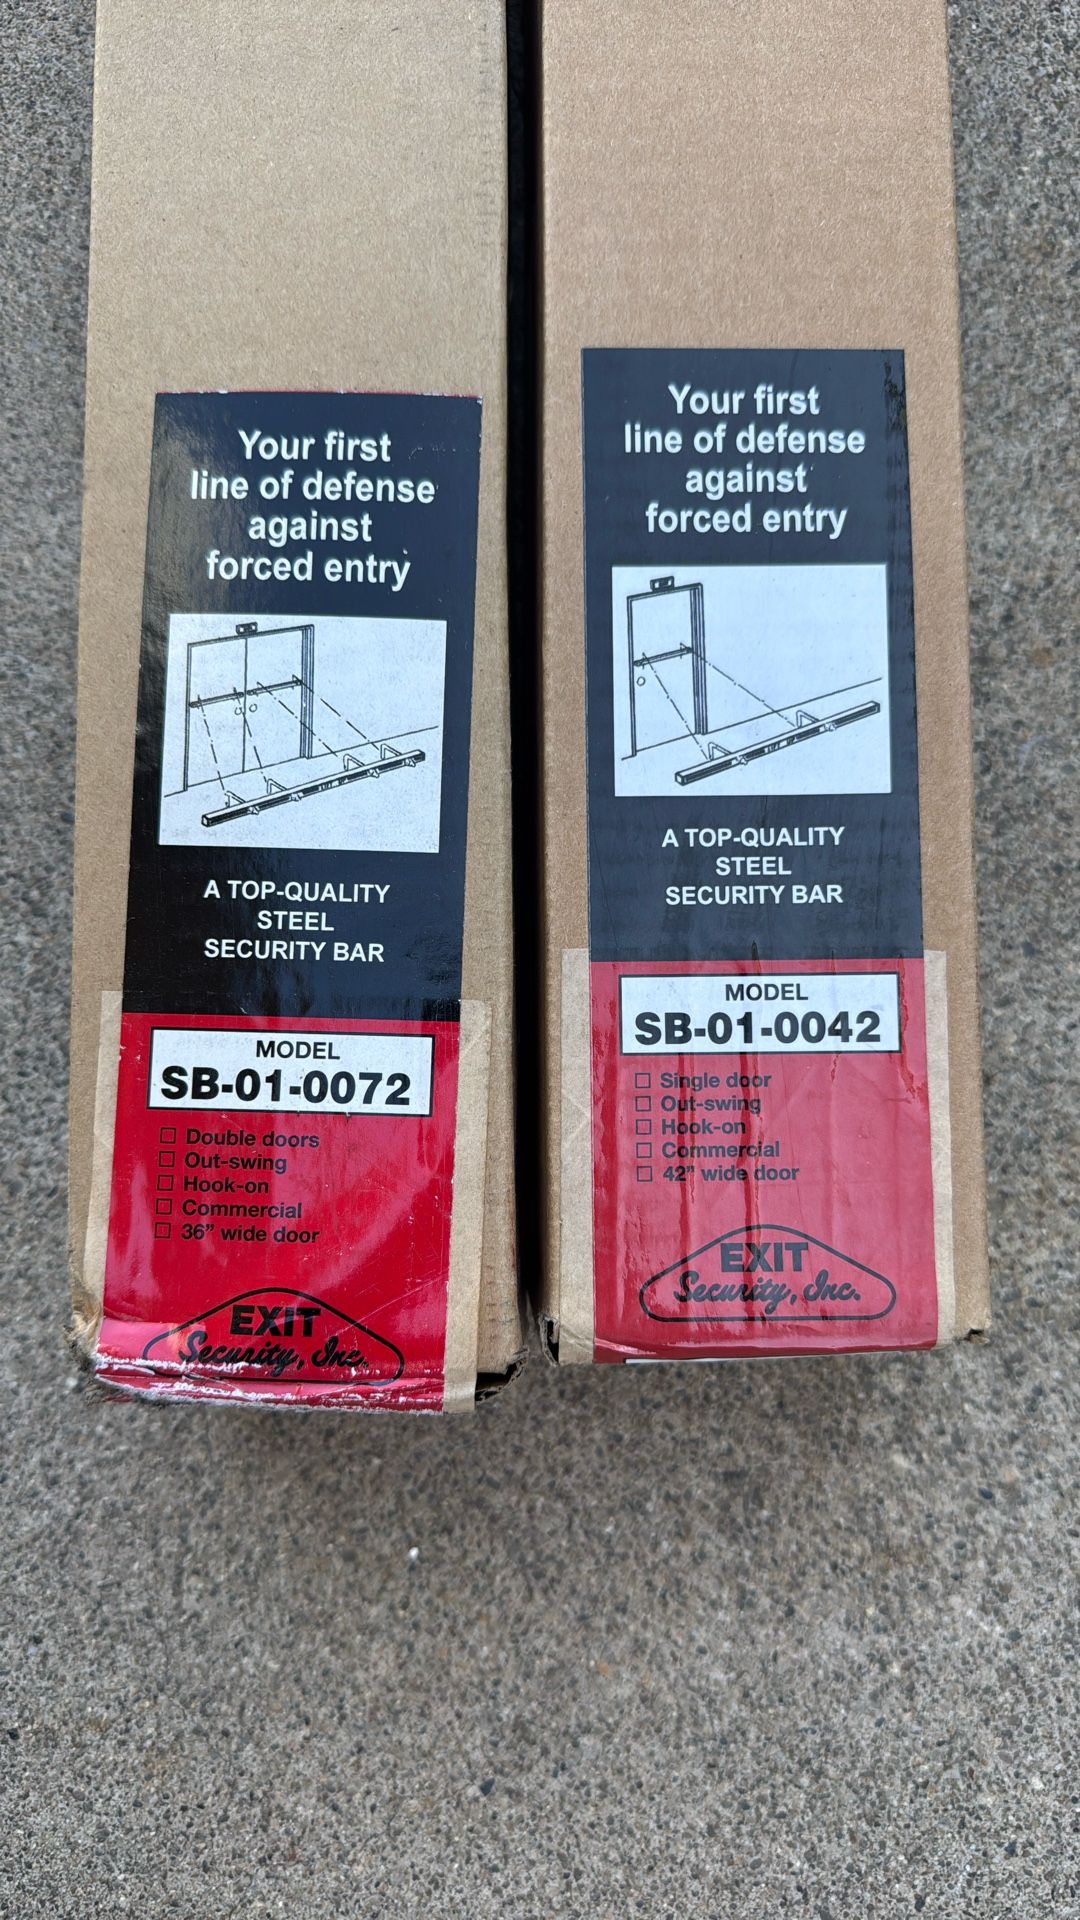 Your first
line of defense
against
forced entry
A TOP-QUALITY
STEEL
SECURITY BAR
MODEL
SB-01-0072
Double doors
Out-swing
Hook-on
Commercial
36” wide door
EXIT
Security, Inc.
Your first
line of defense
against
forced entry
A TOP-QUALITY
STEEL
SECURITY BAR
MODEL
SB-01-0042
Single door
Out-swing
Hook-on
Commercial
42” wide door
EXIT
Security, Inc.